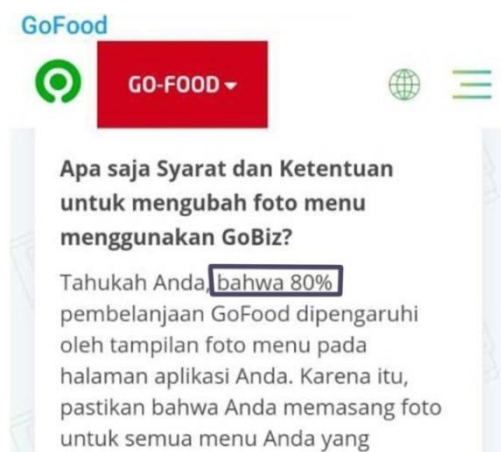 GoFood
GO-FOOD
Apa saja Syarat dan Ketentuan
untuk mengubah foto menu
menggunakan GoBiz?
Tahukah Anda, bahwa 80%
pembelanjaan GoFood dipengaruhi
oleh tampilan foto menu pada
halaman aplikasi Anda. Karena itu,
pastikan bahwa Anda memasang foto
untuk semua menu Anda yang